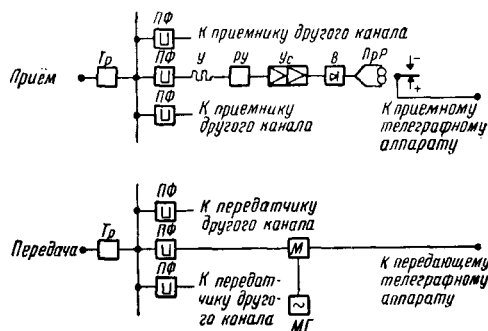 ПФ
К приемнику другого канала
Приём
Тр
ПФ
У
РУ
Ус
В
ПрР
−
+
ПФ
К приемнику
другого канала
К приемному
телеграфному
аппарату
ПФ
К передатчику
другого канала
Передача
Тр
ПФ
М
ПФ
К передат-
чику друго-
го канала
МГ
К передающему
телеграфному
аппарату